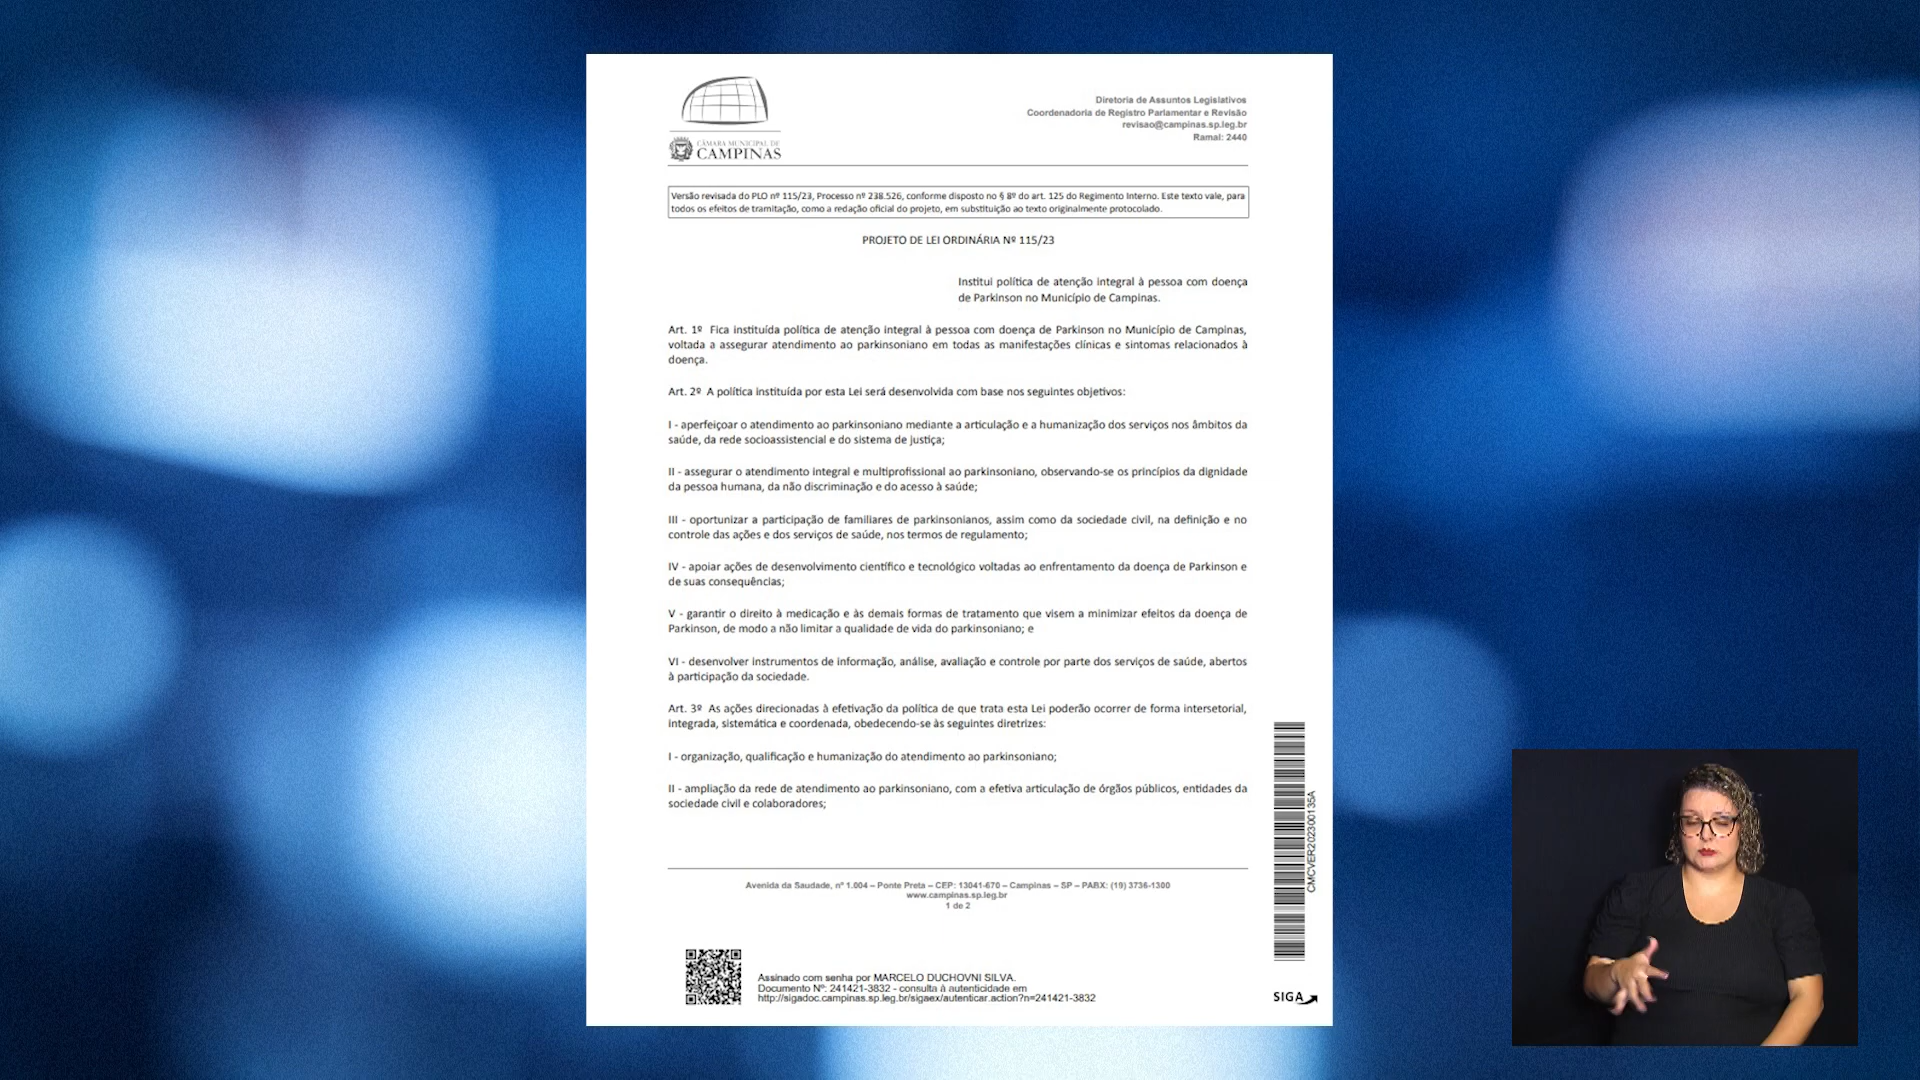 Diretoria de Assuntos Legislativos
Coordenadoria de Registro Parlamentar e Revisão
revisao@campinas.sp.leg.br
Ramal: 2440
CÂMARA MUNICIPAL DE
CAMPINAS
Versão revisada do PLO nº 115/23, Processo nº 238.526, conforme disposto no § 8º do art. 125 do Regimento Interno. Este texto vale, para
todos os efeitos de tramitação, como a redação oficial do projeto, em substituição ao texto originalmente protocolado.
PROJETO DE LEI ORDINÁRIA Nº 115/23
Institui política de atenção integral à pessoa com doença
de Parkinson no Município de Campinas.
Art. 1º Fica instituída política de atenção integral à pessoa com doença de Parkinson no Município de Campinas,
voltada a assegurar atendimento ao parkinsoniano em todas as manifestações clínicas e sintomas relacionados à
doença.
Art. 2º A política instituída por esta Lei será desenvolvida com base nos seguintes objetivos:
I - aperfeiçoar o atendimento ao parkinsoniano mediante a articulação e a humanização dos serviços nos âmbitos da
saúde, da rede socioassistencial e do sistema de justiça;
II - assegurar o atendimento integral e multiprofissional ao parkinsoniano, observando-se os princípios da dignidade
da pessoa humana, da não discriminação e do acesso à saúde;
III - oportunizar a participação de familiares de parkinsonianos, assim como da sociedade civil, na definição e no
controle das ações e dos serviços de saúde, nos termos de regulamento;
IV - apoiar ações de desenvolvimento científico e tecnológico voltadas ao enfrentamento da doença de Parkinson e
de suas consequências;
V - garantir o direito à medicação e às demais formas de tratamento que visem a minimizar efeitos da doença de
Parkinson, de modo a não limitar a qualidade de vida do parkinsoniano; e
VI - desenvolver instrumentos de informação, análise, avaliação e controle por parte dos serviços de saúde, abertos
à participação da sociedade.
Art. 3º As ações direcionadas à efetivação da política de que trata esta Lei poderão ocorrer de forma intersetorial,
integrada, sistemática e coordenada, obedecendo-se às seguintes diretrizes:
I - organização, qualificação e humanização do atendimento ao parkinsoniano;
II - ampliação da rede de atendimento ao parkinsoniano, com a efetiva articulação de órgãos públicos, entidades da
sociedade civil e colaboradores;
CMCVER202300135A
Avenida da Saudade, nº 1.004 – Ponte Preta – CEP: 13041-670 – Campinas – SP – PABX: (19) 3736-1300
www.campinas.sp.leg.br
1 de 2
Assinado com senha por MARCELO DUCHOVNI SILVA.
Documento Nº: 241421-3832 - consulta à autenticidade em
http://sigadoc.campinas.sp.leg.br/sigaex/autenticar.action?n=241421-3832
SIGA